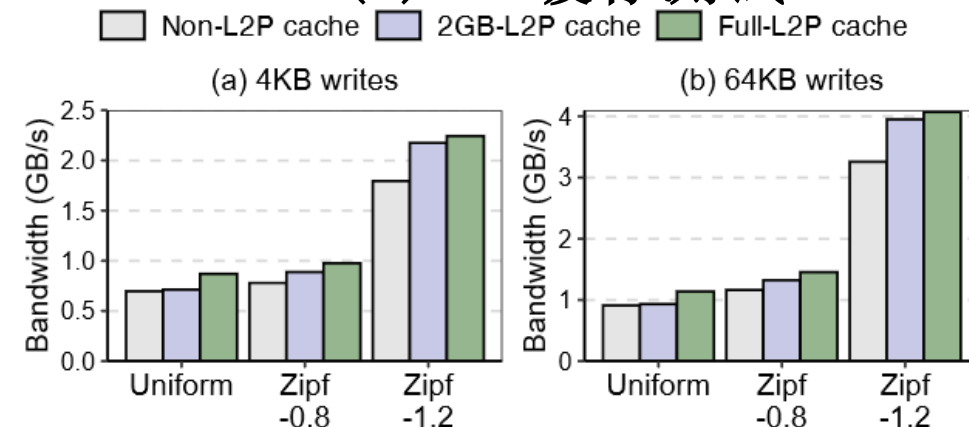 Non-L2P cache 2GB-L2P cache Full-L2P cache
(a) 4KB writes
Bandwidth (GB/s)
2.5
2.0
1.5
1.0
0.5
0.0
Uniform Zipf -0.8 Zipf -1.2
(b) 64KB writes
Bandwidth (GB/s)
4
3
2
1
0
Uniform Zipf -0.8 Zipf -1.2